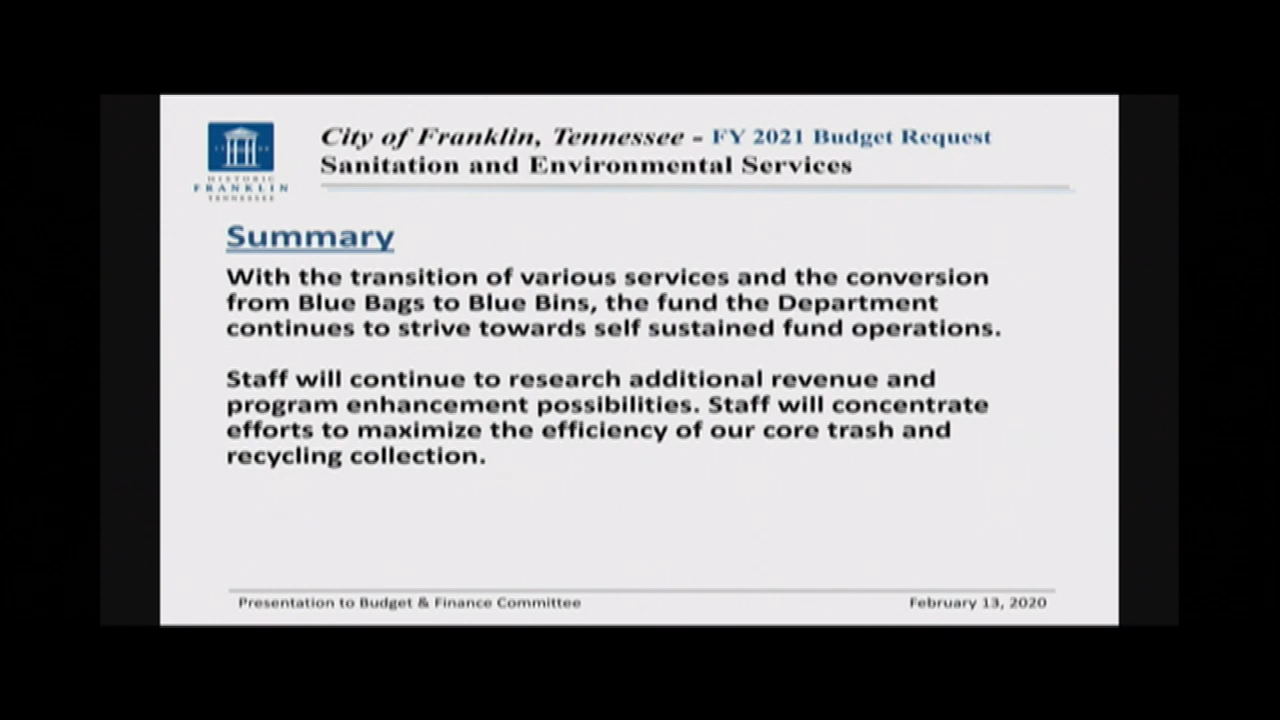 City of Franklin, Tennessee - FY 2021 Budget Request
Sanitation and Environmental Services
HISTORIC
FRANKLIN
TENNESSEE
Summary
With the transition of various services and the conversion
from Blue Bags to Blue Bins, the fund the Department
continues to strive towards self sustained fund operations.
Staff will continue to research additional revenue and
program enhancement possibilities. Staff will concentrate
efforts to maximize the efficiency of our core trash and
recycling collection.
Presentation to Budget & Finance Committee
February 13, 2020